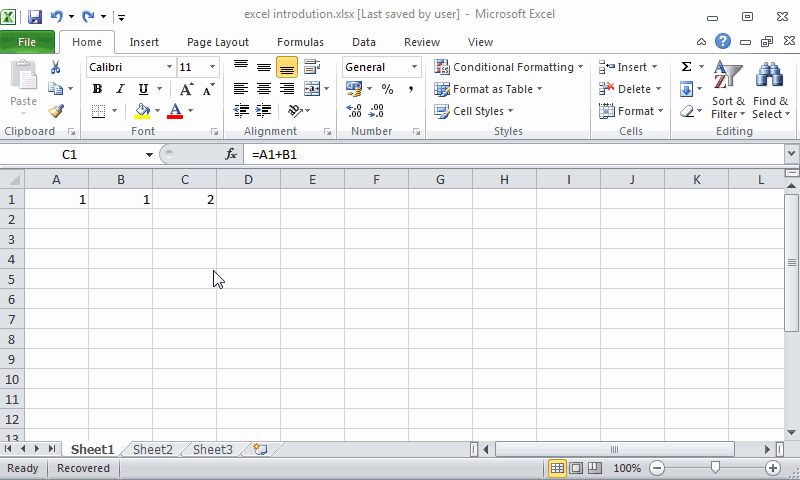 excel introdution.xlsx [Last saved by user] - Microsoft Excel
File Home Insert Page Layout Formulas Data Review View
Calibri 11 General Conditional Formatting Insert Σ
Paste B I U A A % , Format as Table Delete Sort & Filter Find & Select
A .00 .0 Cell Styles Format
Clipboard Font Alignment Number Styles Cells Editing
C1 fx =A1+B1
A B C D E F G H I J K L
1 1 1 2
2
3
4
5
6
7
8
9
10
11
12
13
Sheet1 Sheet2 Sheet3
Ready Recovered 100%